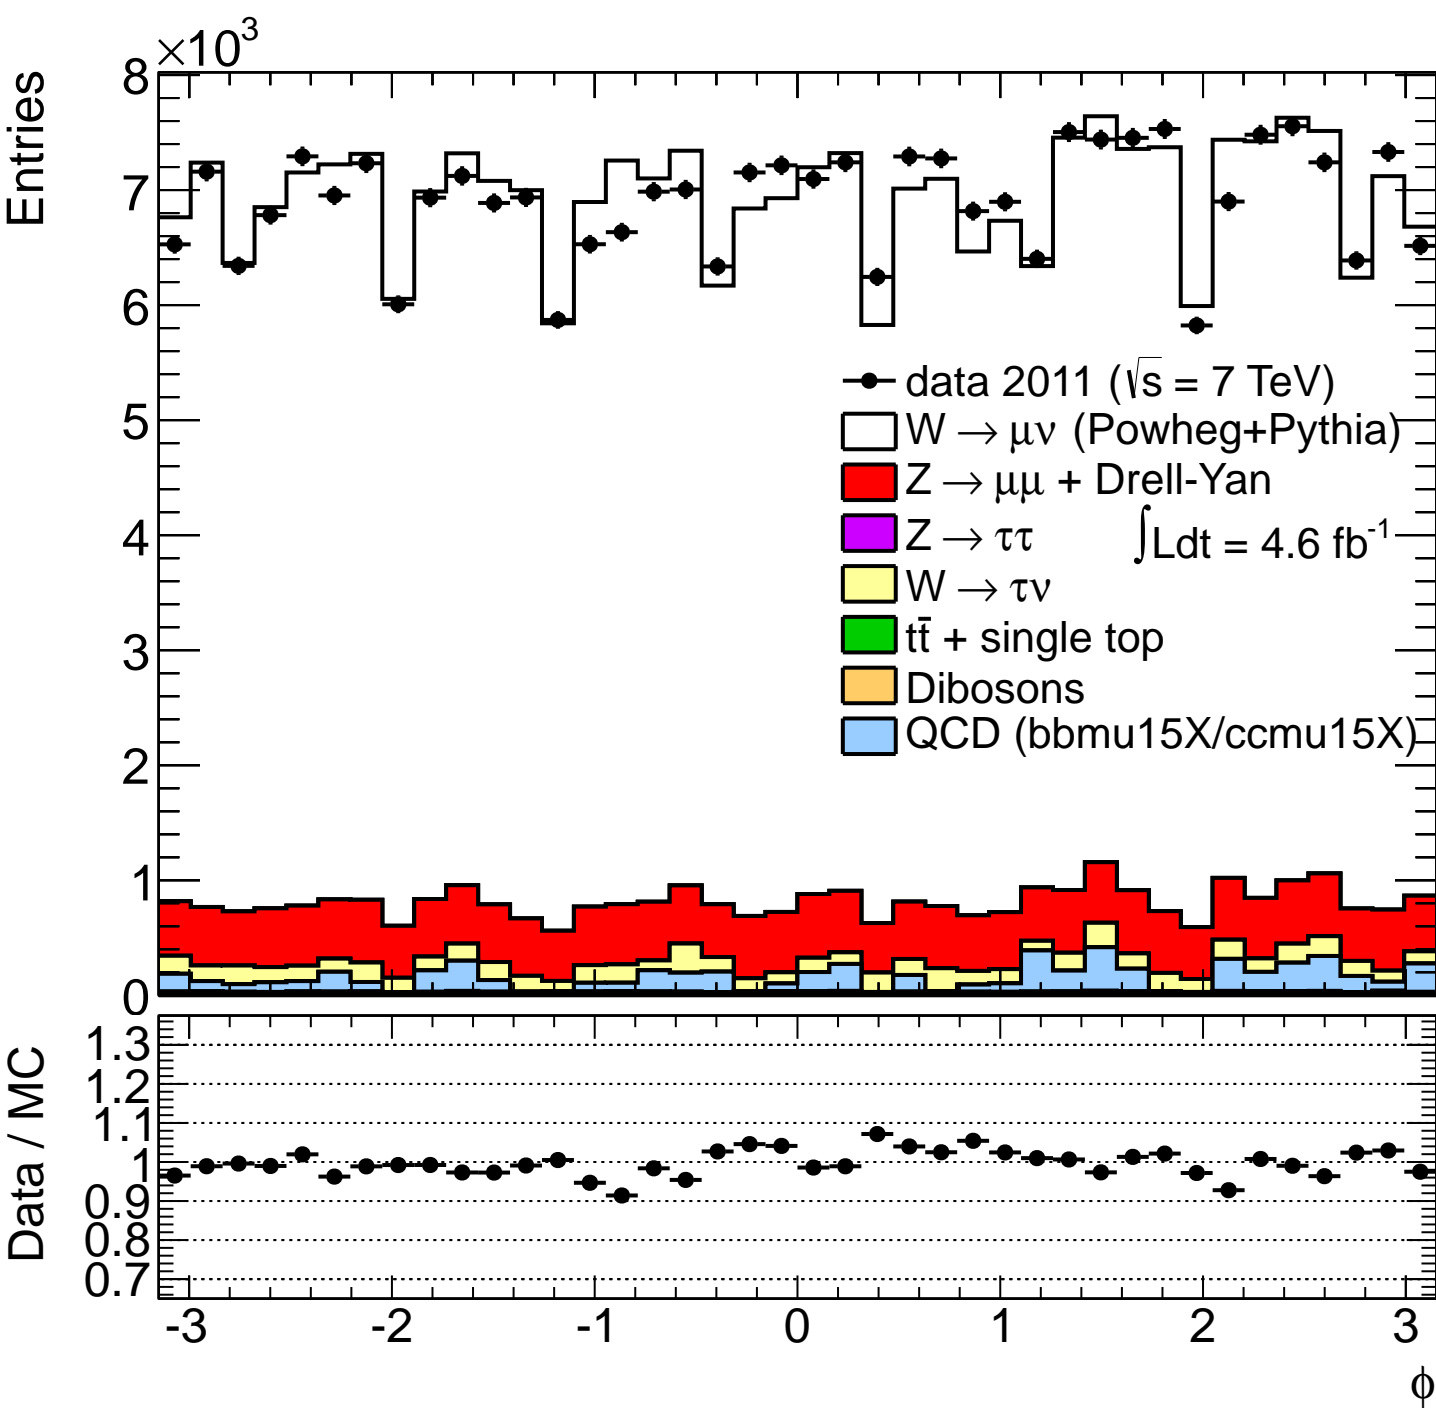 ×10³
Entries
8
7
6
5
4
3
2
1
0
data 2011 (√s = 7 TeV)
W → μν (Powheg+Pythia)
Z → μμ + Drell-Yan
Z → ττ
∫Ldt = 4.6 fb⁻¹
W → τν
tt̄ + single top
Dibosons
QCD (bbmu15X/ccmu15X)
Data / MC
1.3
1.2
1.1
1
0.9
0.8
0.7
-3 -2 -1 0 1 2 3
ϕ